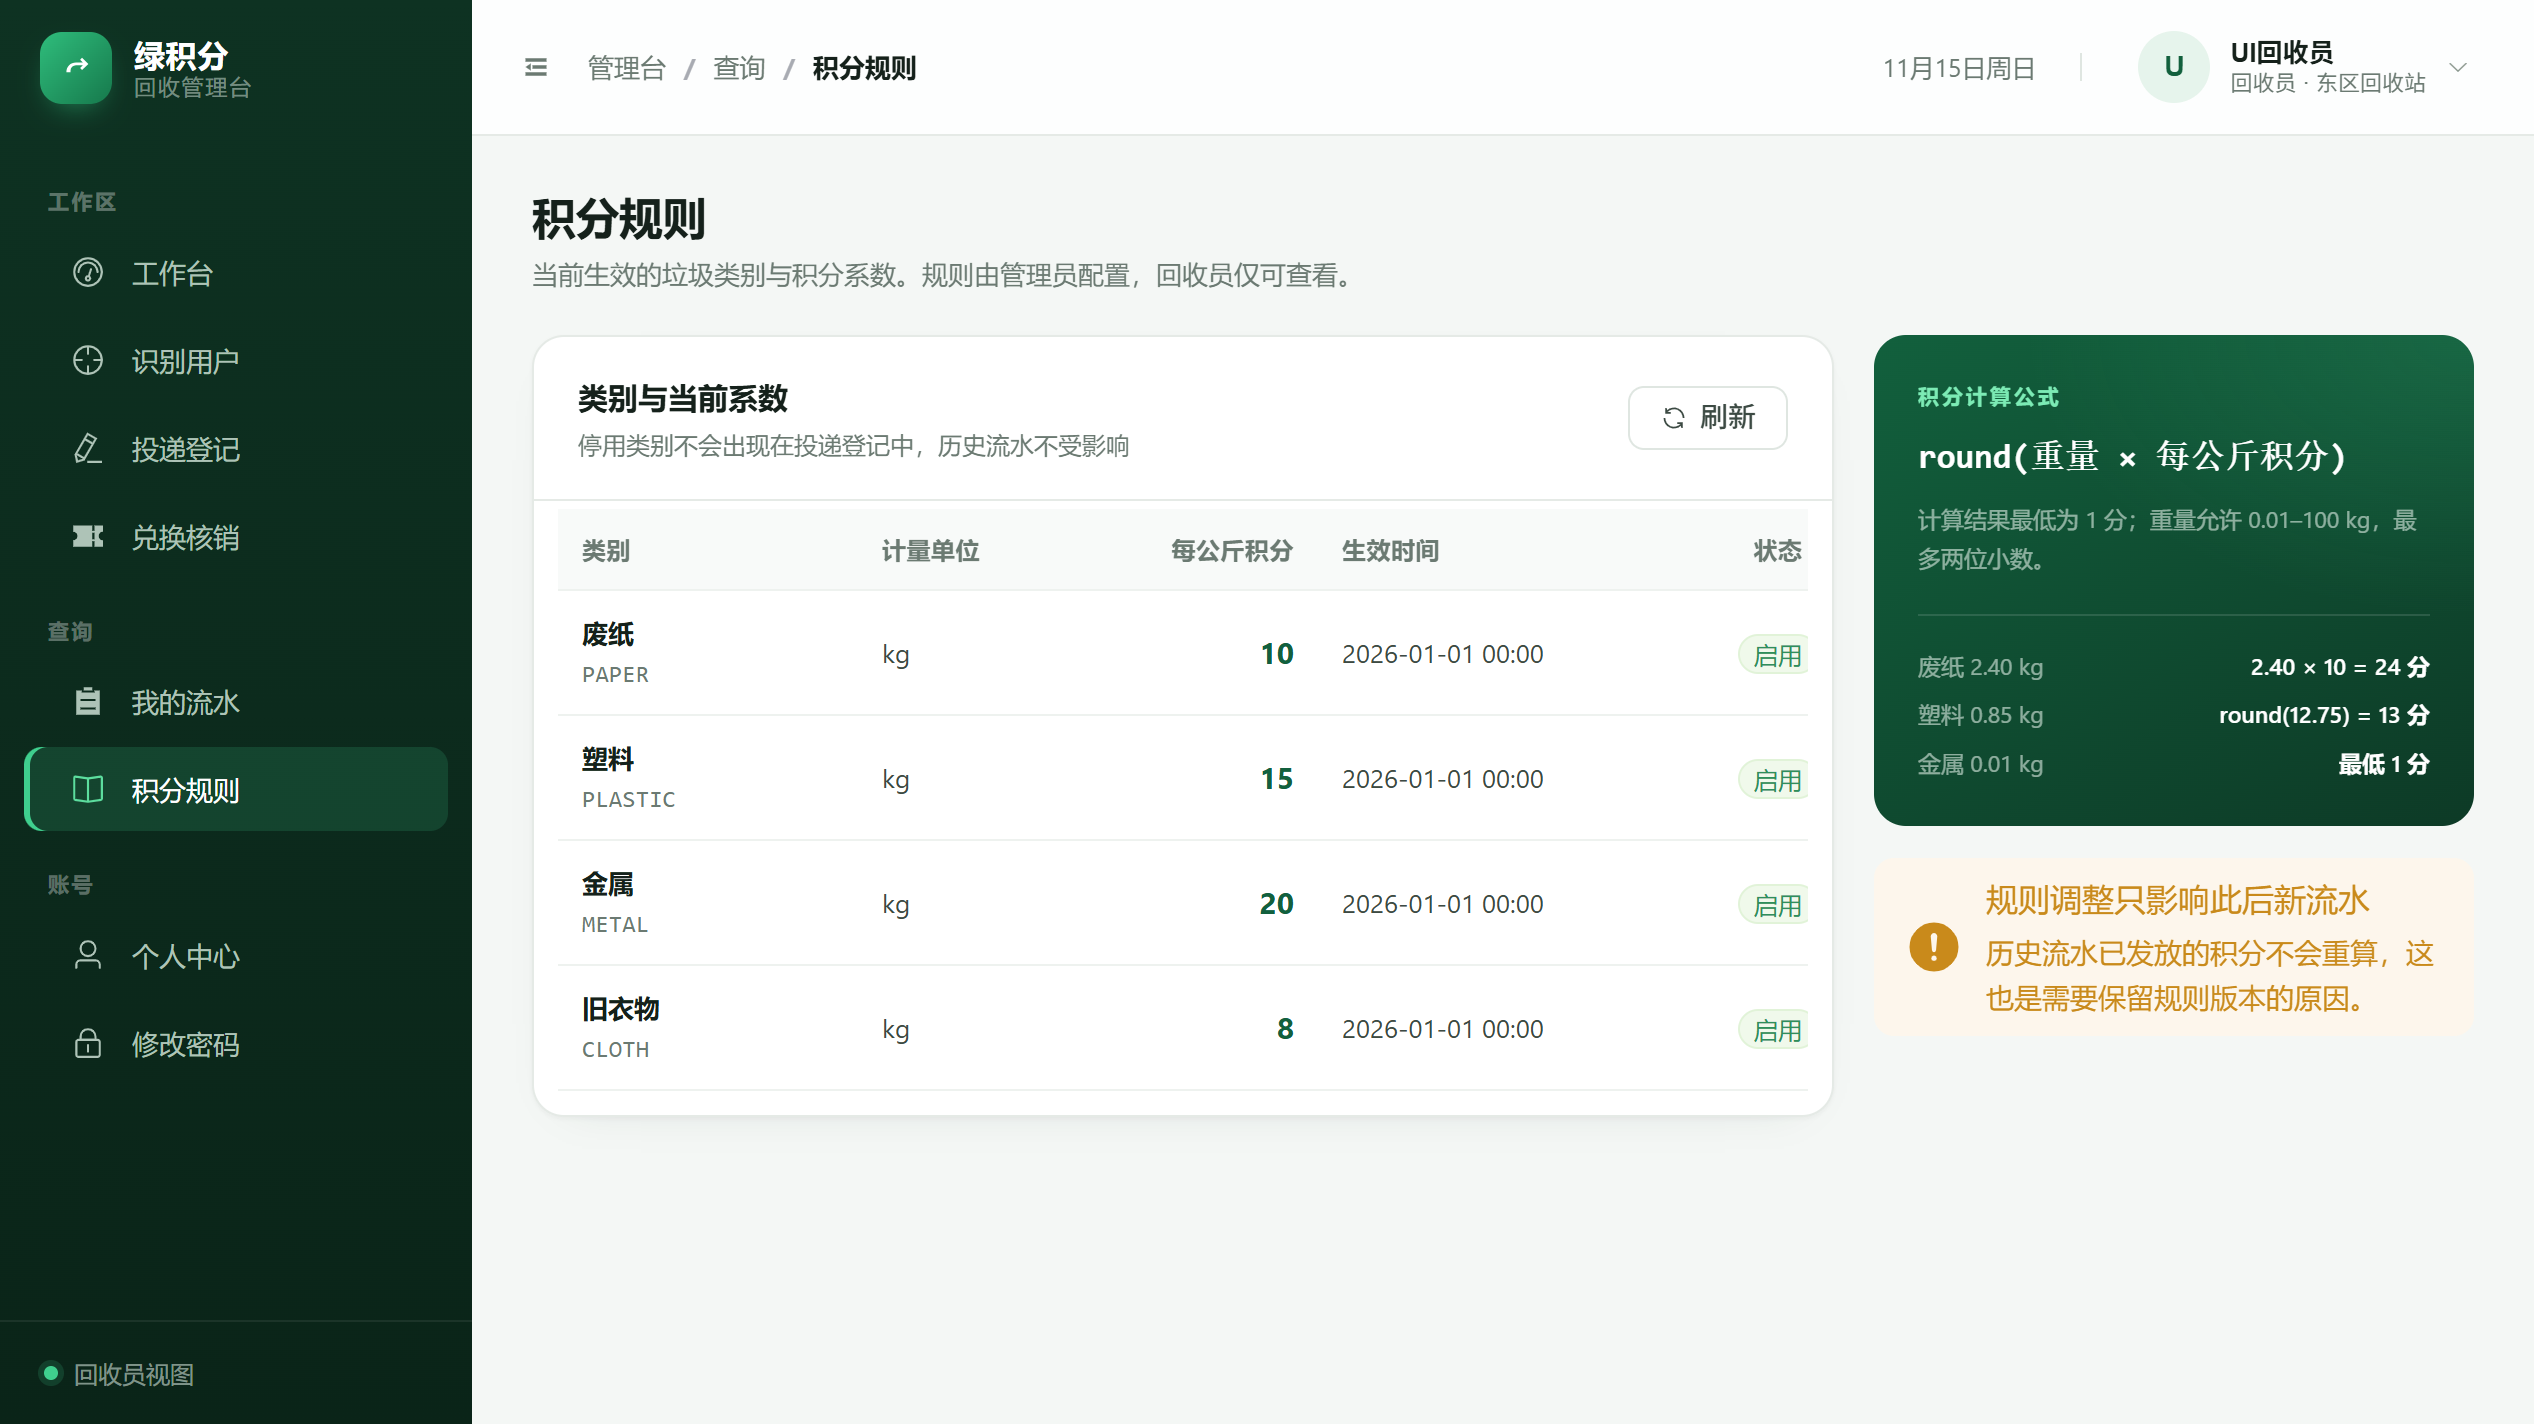 绿积分
回收管理台
工作区
工作台
识别用户
投递登记
兑换核销
查询
我的流水
积分规则
账号
个人中心
修改密码
回收员视图
管理台 / 查询 / 积分规则
11月15日周日
U
UI回收员
回收员 · 东区回收站
积分规则
当前生效的垃圾类别与积分系数。规则由管理员配置，回收员仅可查看。
类别与当前系数
停用类别不会出现在投递登记中，历史流水不受影响
刷新
类别 计量单位 每公斤积分 生效时间 状态
废纸
PAPER
kg 10 2026-01-01 00:00 启用
塑料
PLASTIC
kg 15 2026-01-01 00:00 启用
金属
METAL
kg 20 2026-01-01 00:00 启用
旧衣物
CLOTH
kg 8 2026-01-01 00:00 启用
积分计算公式
round(重量 × 每公斤积分)
计算结果最低为 1 分；重量允许 0.01–100 kg，最
多两位小数。
废纸 2.40 kg 2.40 × 10 = 24 分
塑料 0.85 kg round(12.75) = 13 分
金属 0.01 kg 最低 1 分
规则调整只影响此后新流水
历史流水已发放的积分不会重算，这
也是需要保留规则版本的原因。